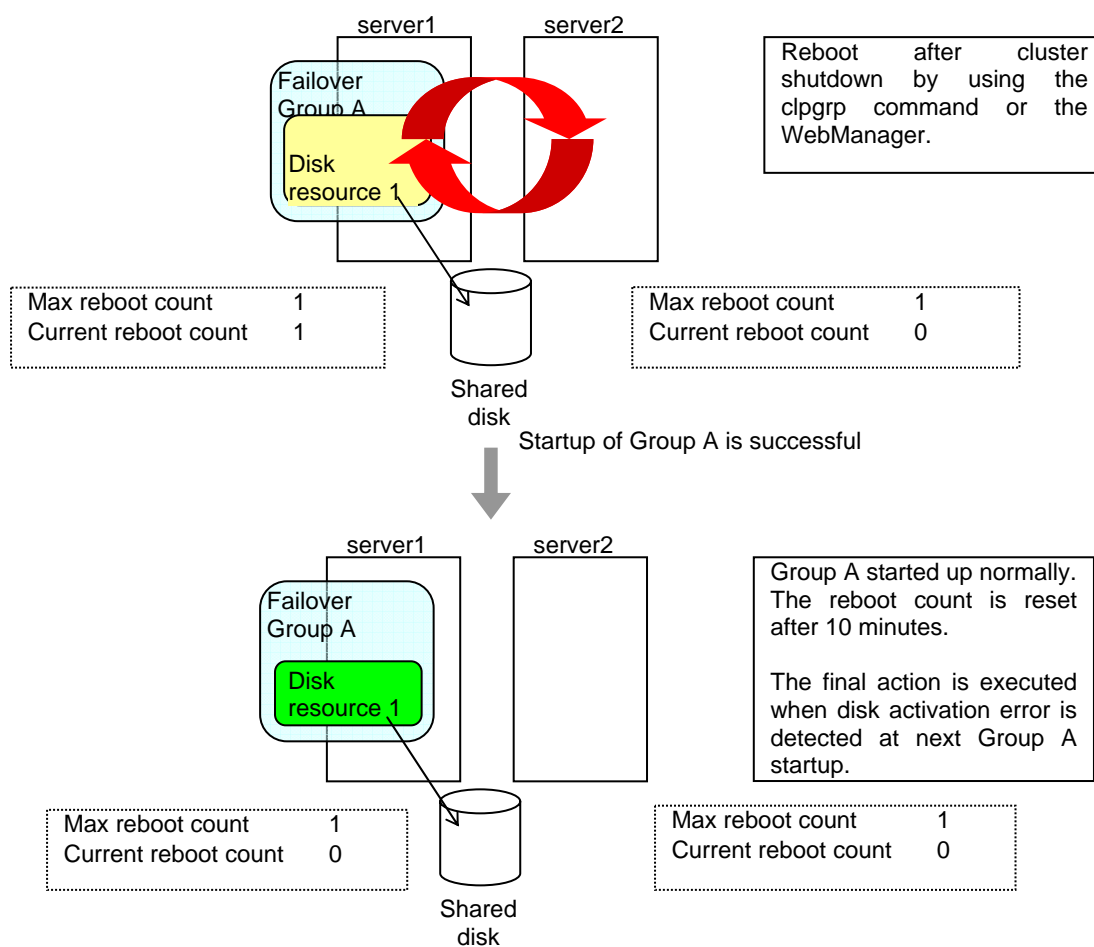 server1
server2
Failover
Group A
Disk
resource 1
Reboot after cluster
shutdown by using the
clpgrp command or the
WebManager.
Max reboot count 1
Current reboot count 1
Max reboot count 1
Current reboot count 0
Shared
disk
Startup of Group A is successful
server1
server2
Failover
Group A
Disk
resource 1
Group A started up normally.
The reboot count is reset
after 10 minutes.
The final action is executed
when disk activation error is
detected at next Group A
startup.
Max reboot count 1
Current reboot count 0
Max reboot count 1
Current reboot count 0
Shared
disk